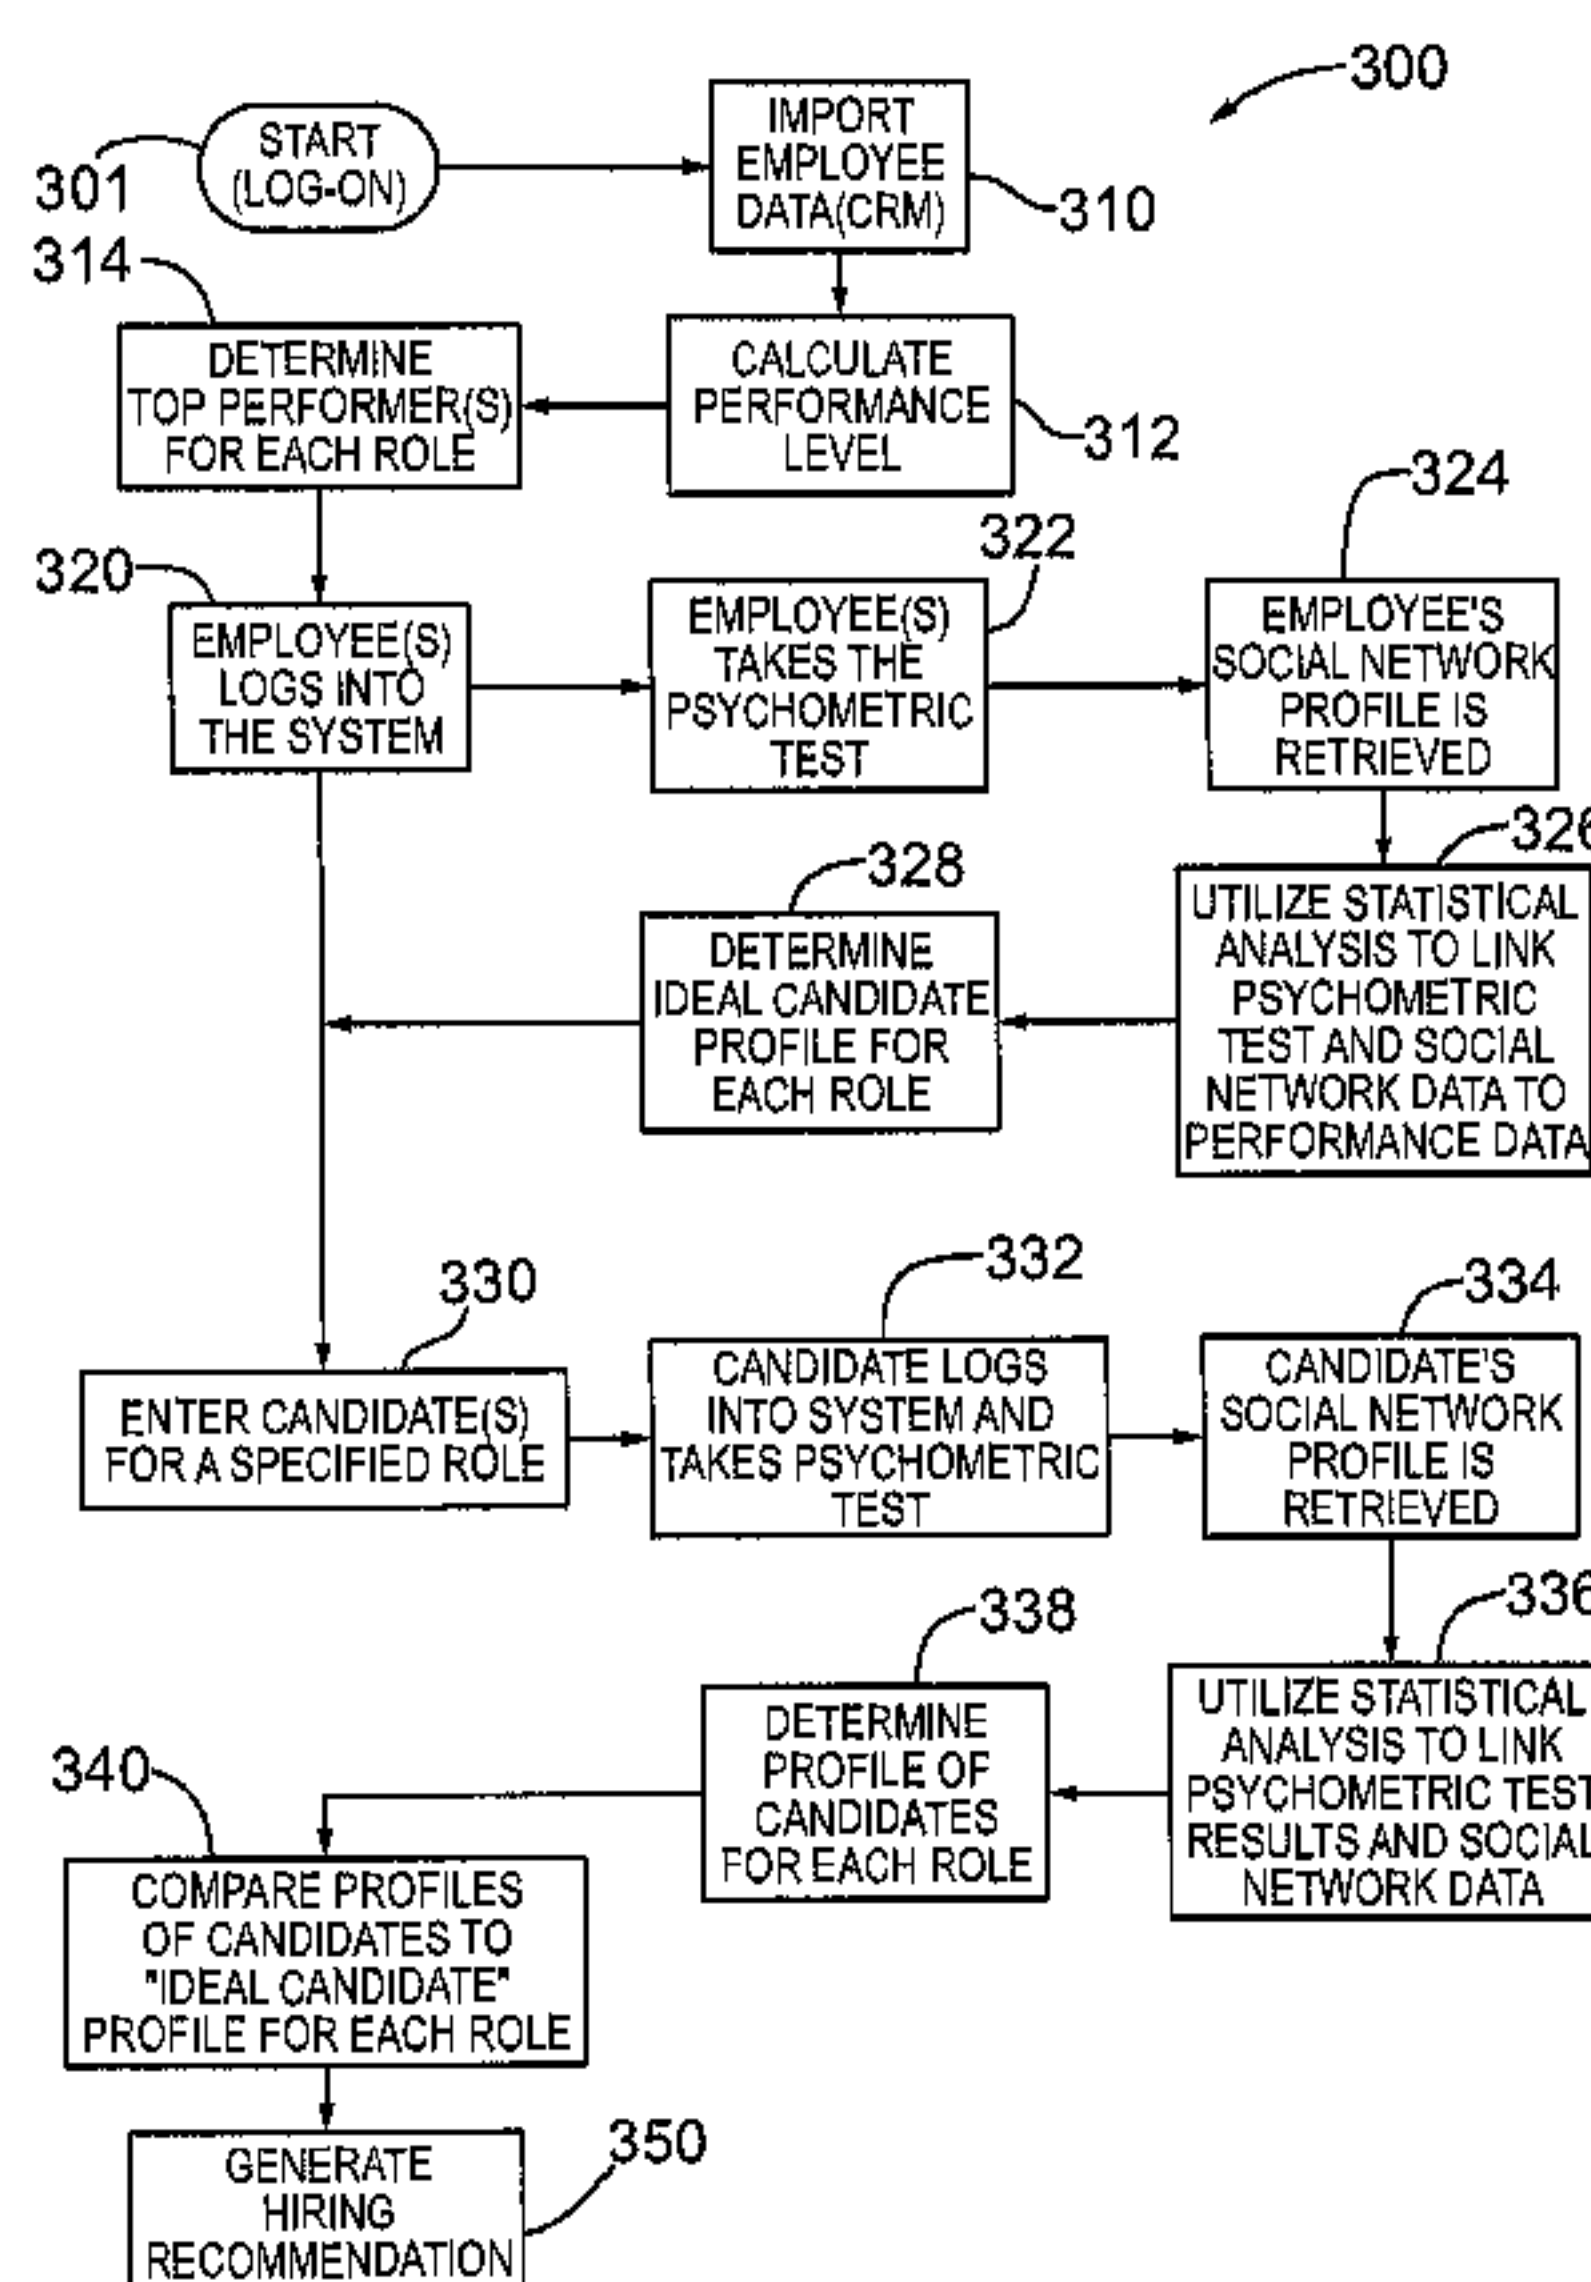 300
301
START
(LOG-ON)
IMPORT
EMPLOYEE
DATA(CRM)
310
314
DETERMINE
TOP PERFORMER(S)
FOR EACH ROLE
CALCULATE
PERFORMANCE
LEVEL
312
320
EMPLOYEE(S)
LOGS INTO
THE SYSTEM
322
EMPLOYEE(S)
TAKES THE
PSYCHOMETRIC
TEST
324
EMPLOYEE'S
SOCIAL NETWORK
PROFILE IS
RETRIEVED
326
UTILIZE STATISTICAL
ANALYSIS TO LINK
PSYCHOMETRIC
TEST AND SOCIAL
NETWORK DATA TO
PERFORMANCE DATA
328
DETERMINE
IDEAL CANDIDATE
PROFILE FOR
EACH ROLE
330
ENTER CANDIDATE(S)
FOR A SPECIFIED ROLE
332
CANDIDATE LOGS
INTO SYSTEM AND
TAKES PSYCHOMETRIC
TEST
334
CANDIDATE'S
SOCIAL NETWORK
PROFILE IS
RETRIEVED
336
UTILIZE STATISTICAL
ANALYSIS TO LINK
PSYCHOMETRIC TEST
RESULTS AND SOCIAL
NETWORK DATA
338
DETERMINE
PROFILE OF
CANDIDATES
FOR EACH ROLE
340
COMPARE PROFILES
OF CANDIDATES TO
"IDEAL CANDIDATE"
PROFILE FOR EACH ROLE
350
GENERATE
HIRING
RECOMMENDATION